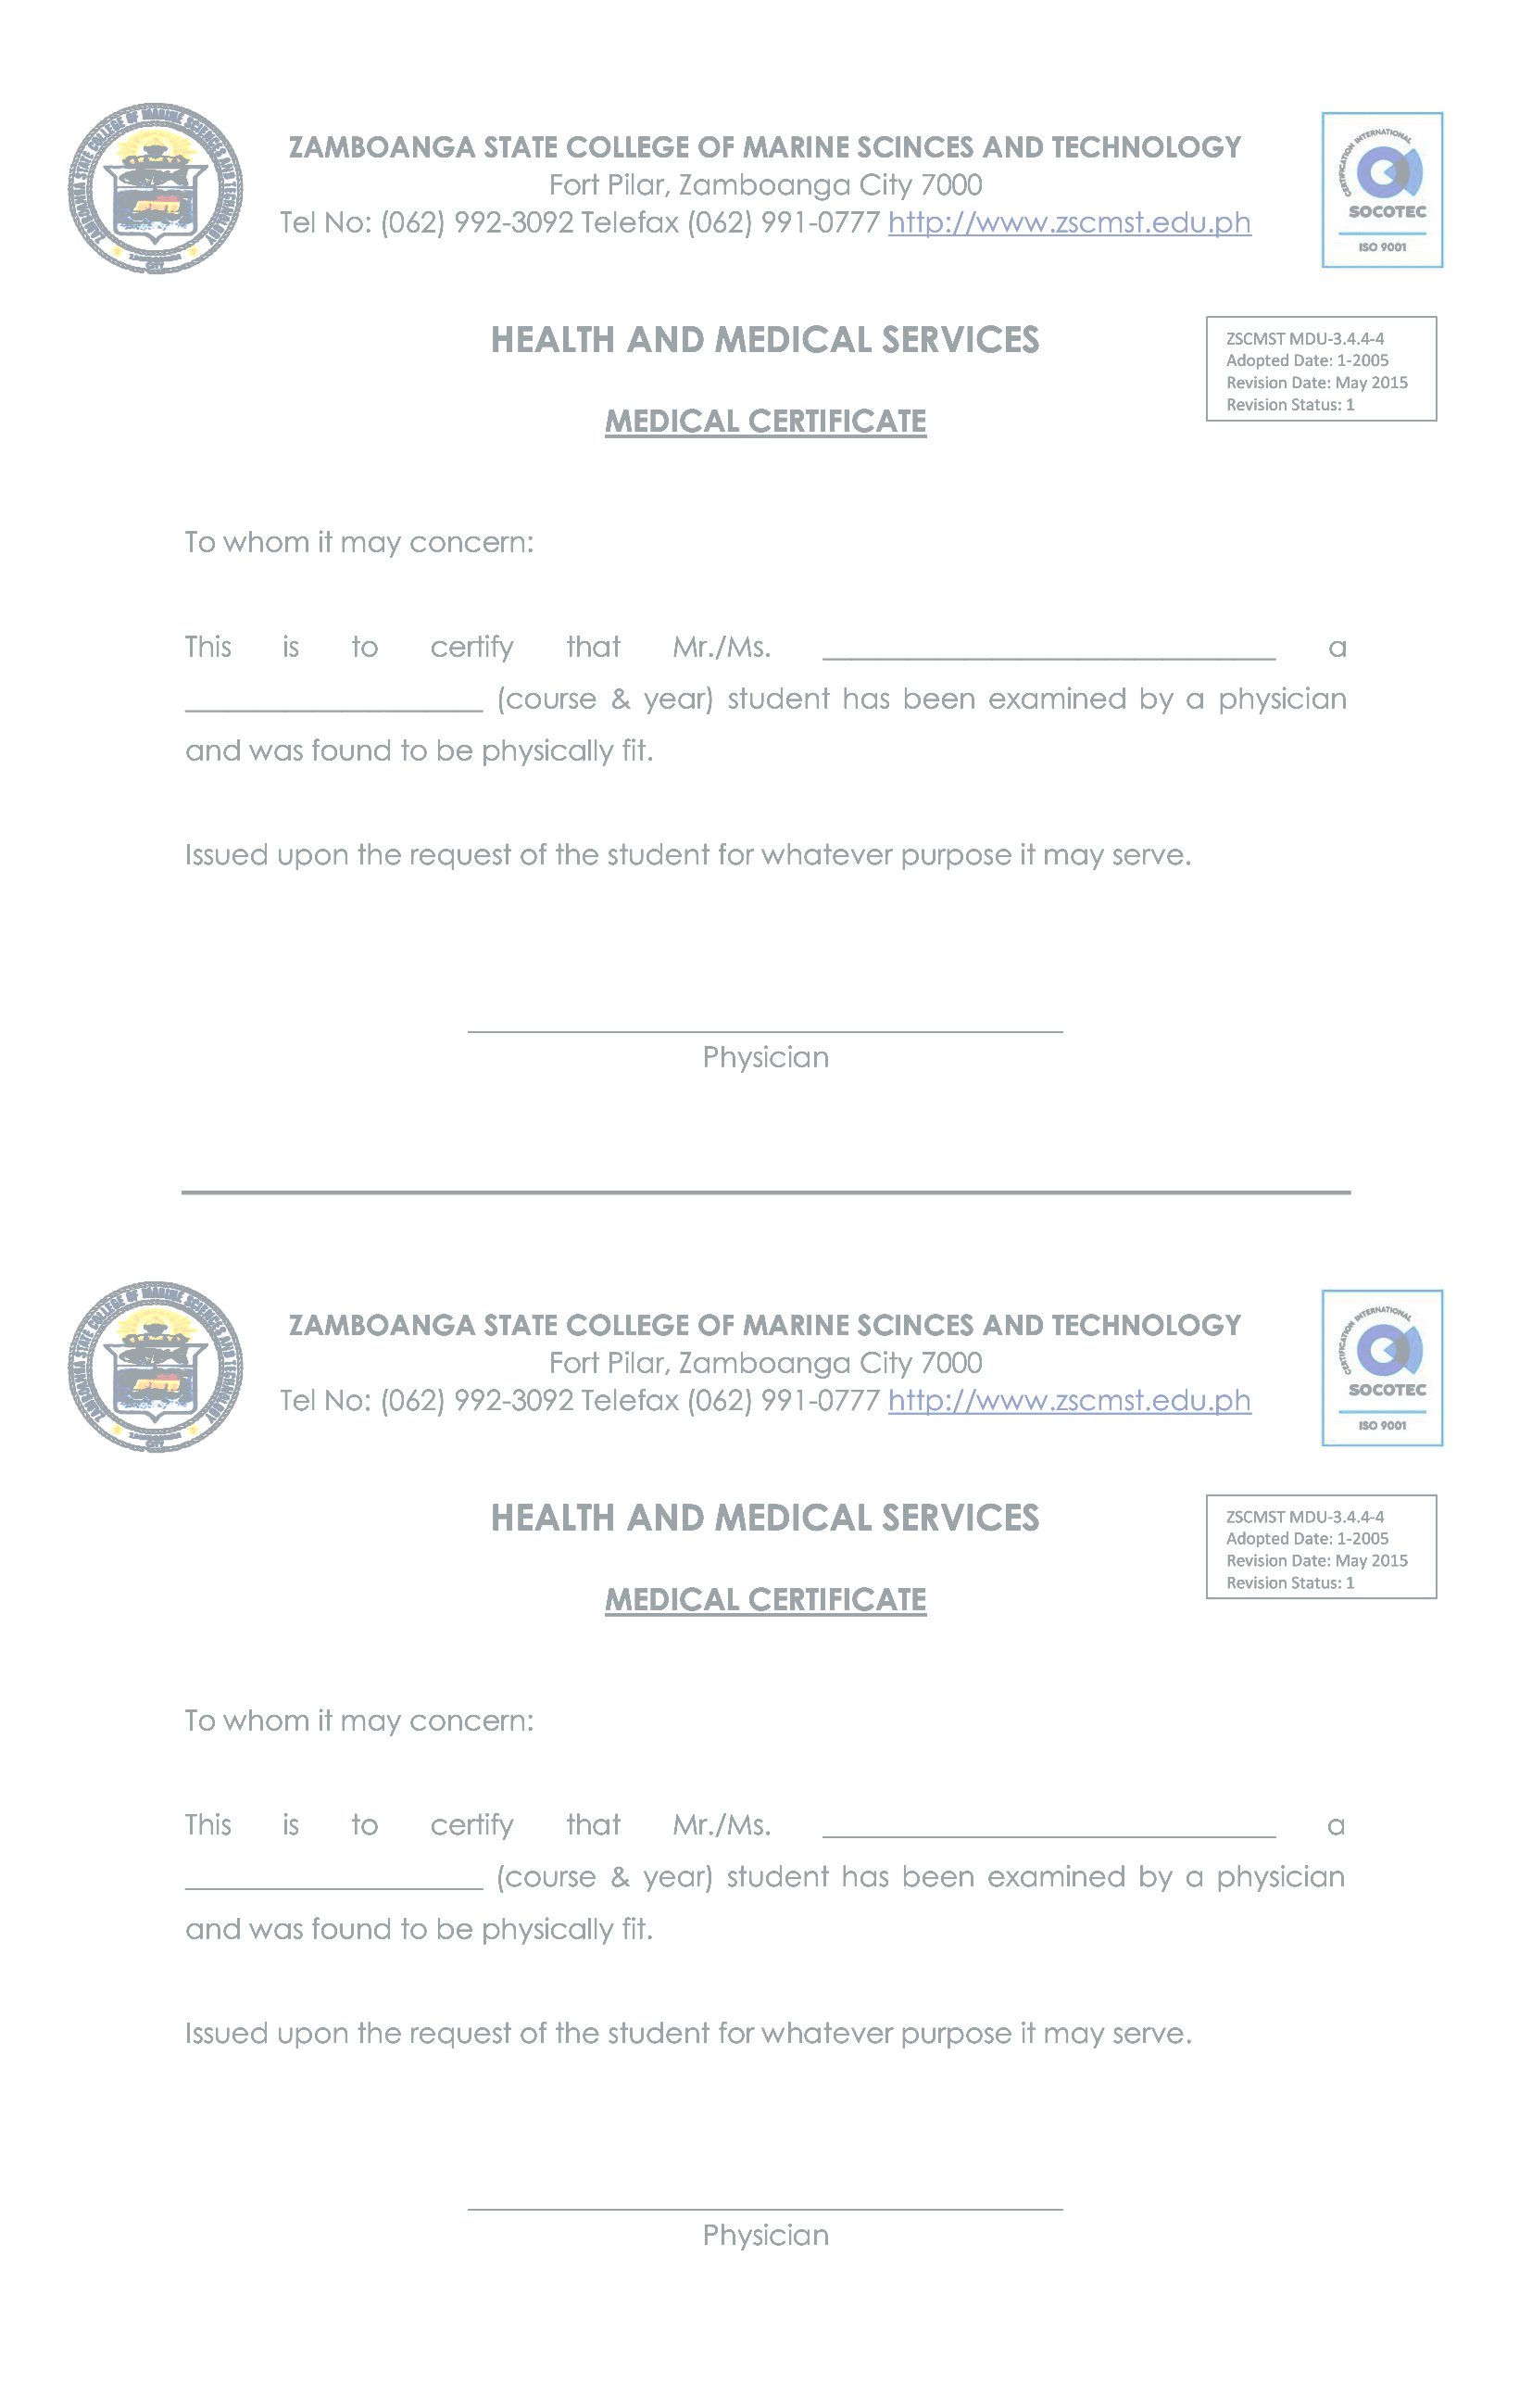 ZAMBOANGA STATE COLLEGE OF MARINE SCIENCES AND TECHNOLOGY
ZAMBOANGA
CITY
ZAMBOANGA STATE COLLEGE OF MARINE SCINCES AND TECHNOLOGY
Fort Pilar, Zamboanga City 7000
Tel No: (062) 992-3092 Telefax (062) 991-0777 http://www.zscmst.edu.ph
CERTIFICATION INTERNATIONAL
SOCOTEC
ISO 9001
HEALTH AND MEDICAL SERVICES
ZSCMST MDU-3.4.4-4
Adopted Date: 1-2005
Revision Date: May 2015
Revision Status: 1
MEDICAL CERTIFICATE
To whom it may concern:
This is to certify that Mr./Ms. ______________________________ a
____________________ (course & year) student has been examined by a physician
and was found to be physically fit.
Issued upon the request of the student for whatever purpose it may serve.
________________________________________
Physician
ZAMBOANGA STATE COLLEGE OF MARINE SCIENCES AND TECHNOLOGY
ZAMBOANGA
CITY
ZAMBOANGA STATE COLLEGE OF MARINE SCINCES AND TECHNOLOGY
Fort Pilar, Zamboanga City 7000
Tel No: (062) 992-3092 Telefax (062) 991-0777 http://www.zscmst.edu.ph
CERTIFICATION INTERNATIONAL
SOCOTEC
ISO 9001
HEALTH AND MEDICAL SERVICES
ZSCMST MDU-3.4.4-4
Adopted Date: 1-2005
Revision Date: May 2015
Revision Status: 1
MEDICAL CERTIFICATE
To whom it may concern:
This is to certify that Mr./Ms. ______________________________ a
____________________ (course & year) student has been examined by a physician
and was found to be physically fit.
Issued upon the request of the student for whatever purpose it may serve.
________________________________________
Physician